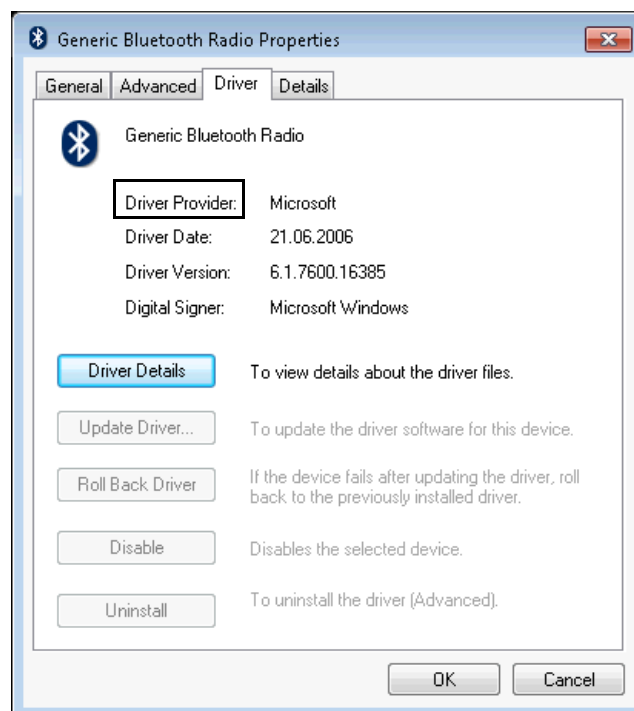 Generic Bluetooth Radio Properties
General Advanced Driver Details
Generic Bluetooth Radio
Driver Provider: Microsoft
Driver Date: 21.06.2006
Driver Version: 6.1.7600.16385
Digital Signer: Microsoft Windows
Driver Details To view details about the driver files.
Update Driver... To update the driver software for this device.
Roll Back Driver If the device fails after updating the driver, roll
back to the previously installed driver.
Disable Disables the selected device.
Uninstall To uninstall the driver (Advanced).
OK Cancel